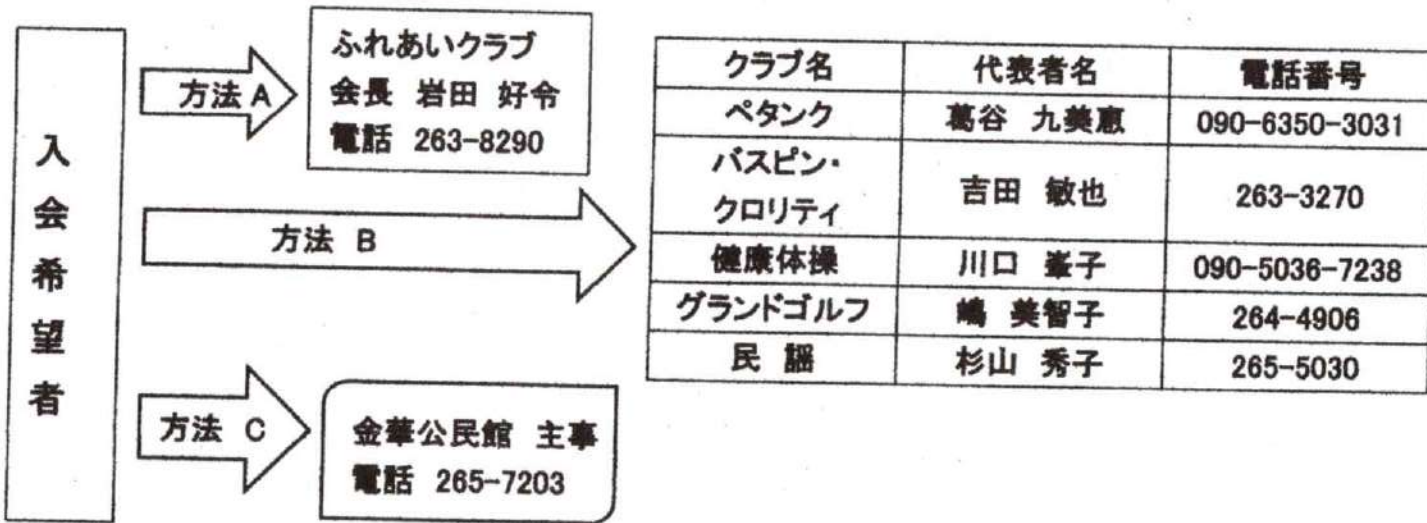 入会希望者
方法 A
ふれあいクラブ
会長 岩田 好令
電話 263-8290
方法 B
クラブ名 代表者名 電話番号
ペタンク 葛谷 九美恵 090-6350-3031
バスピン・
クロリティ
吉田 敏也 263-3270
健康体操 川口 峯子 090-5036-7238
グランドゴルフ 嶋 美智子 264-4906
民 謡 杉山 秀子 265-5030
方法 C
金華公民館 主事
電話 265-7203